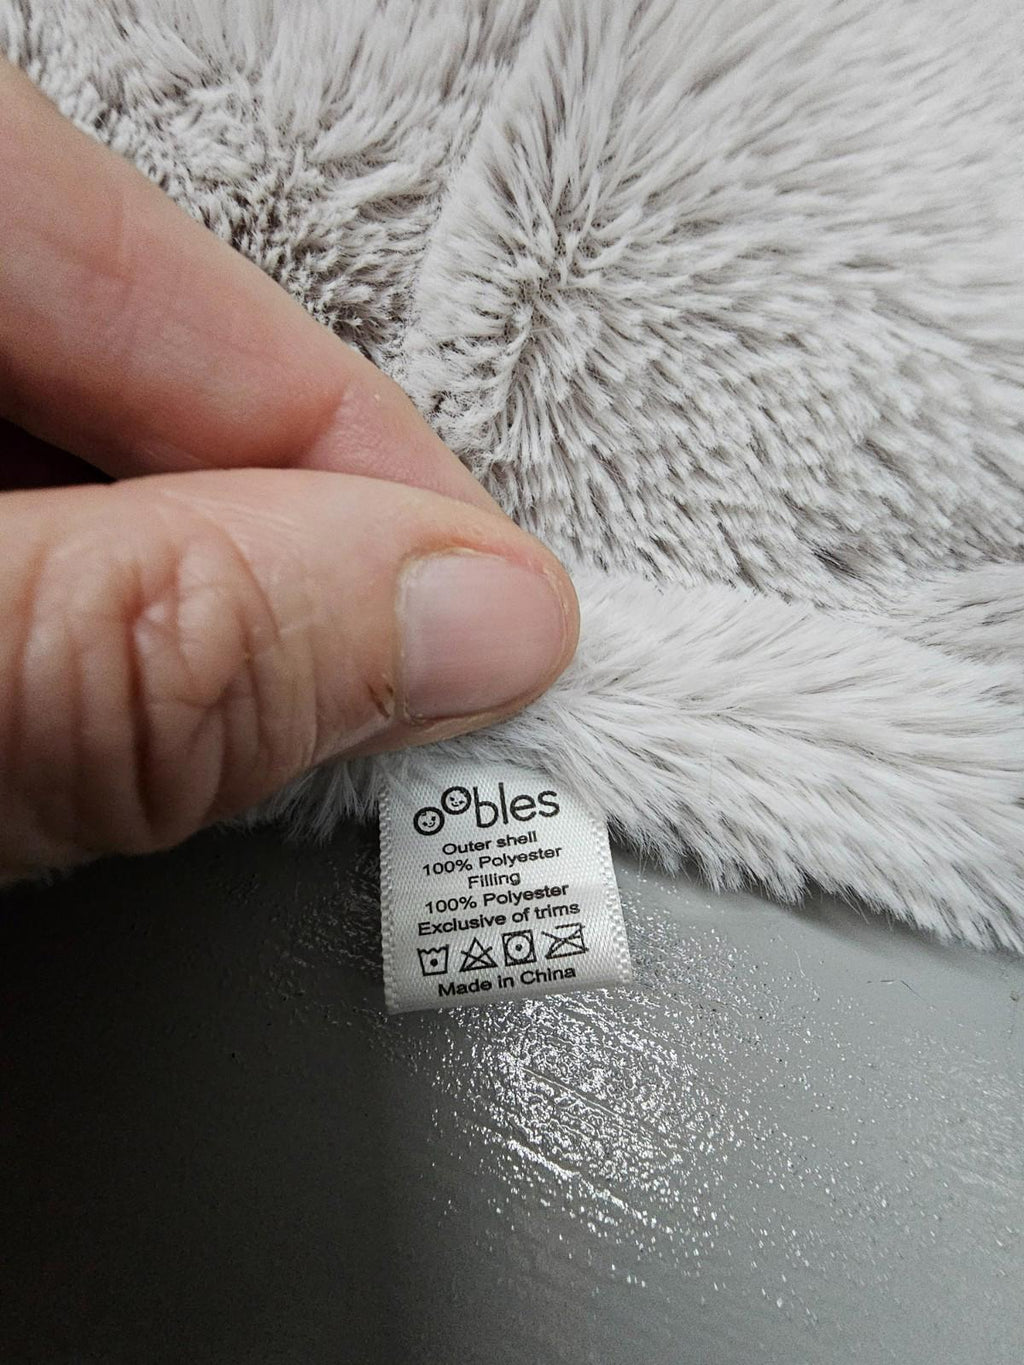 oobles
Outer shell
100% Polyester
Filling
100% Polyester
Exclusive of trims
Made in China